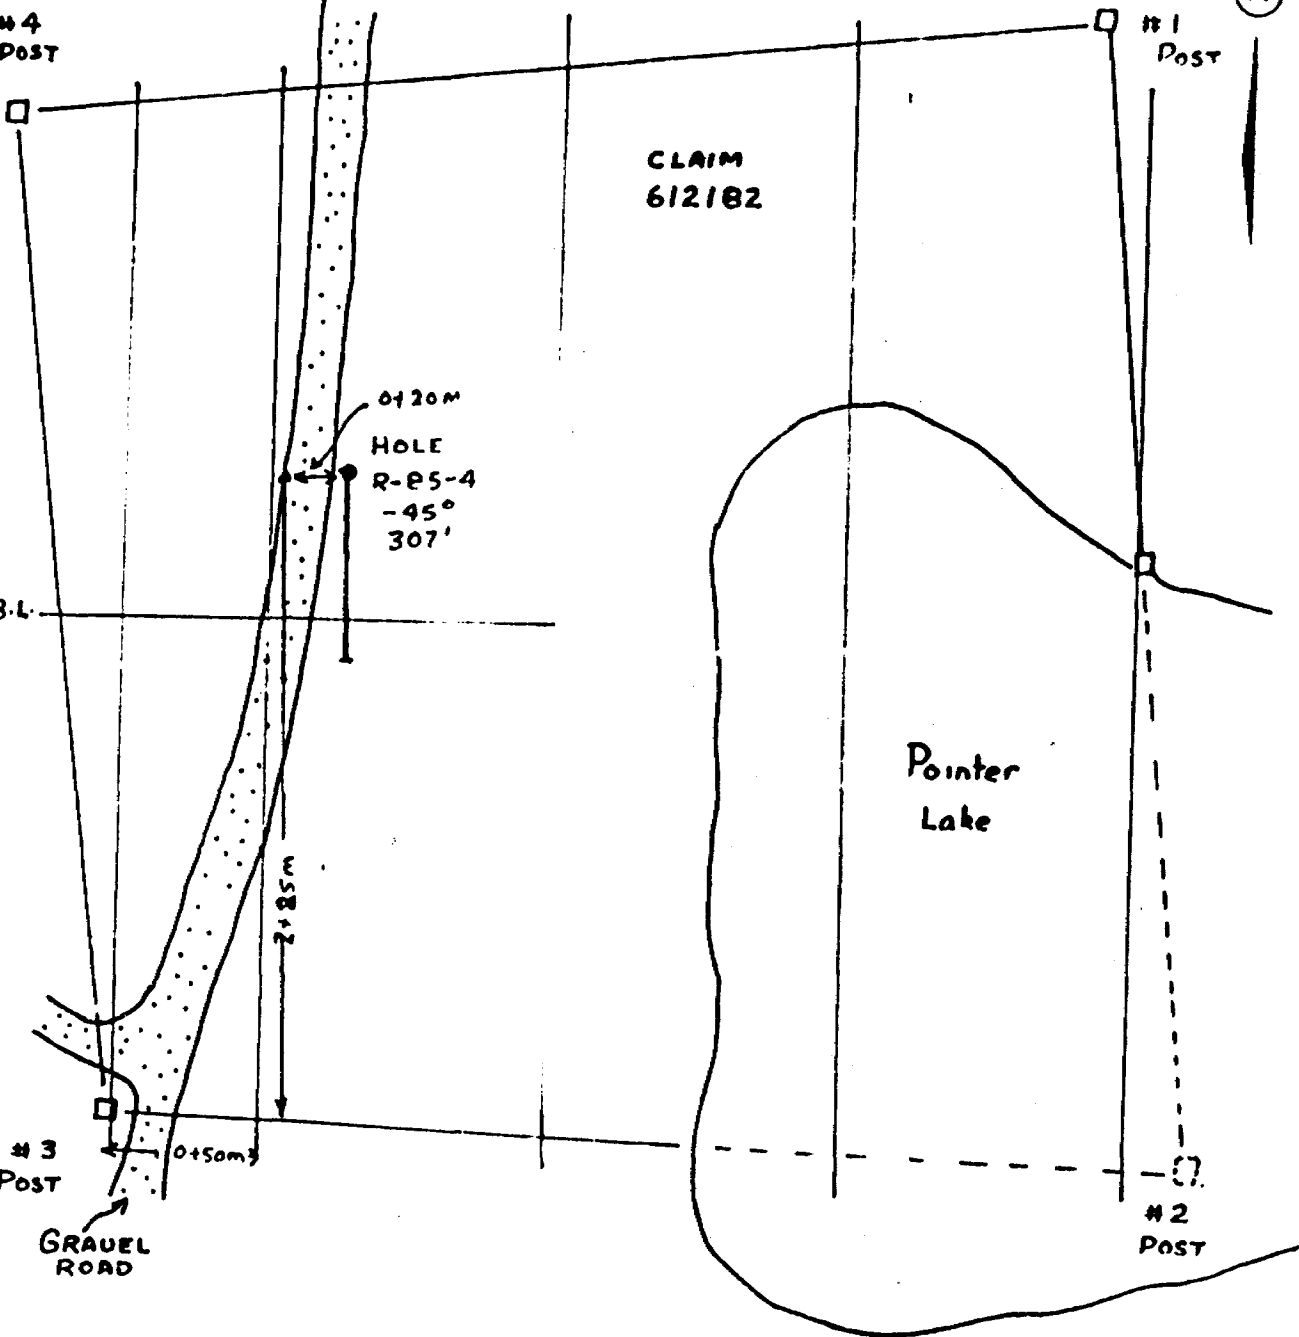 #4
POST
#1
POST
CLAIM
612182
0+20M
HOLE
R-85-4
-45°
307'
B.L.
Pointer
Lake
2+85m
#3
POST
0+50m
#2
POST
GRAVEL
ROAD